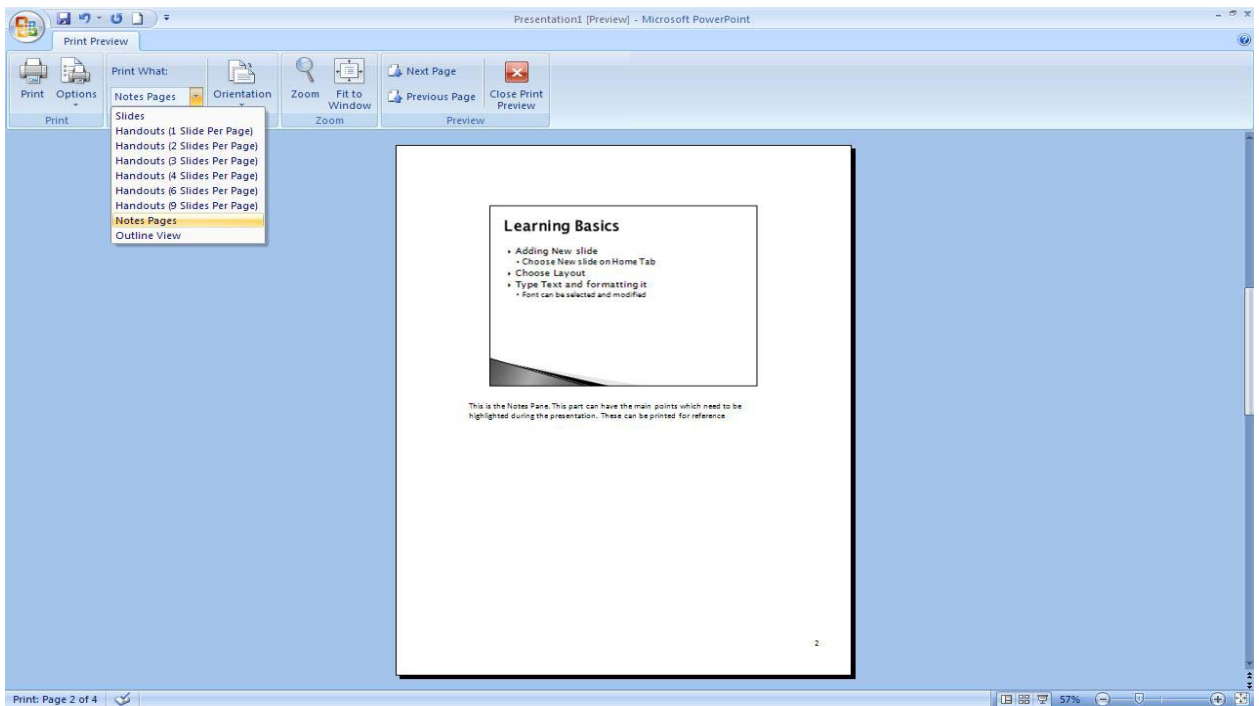 Presentation1 [Preview] - Microsoft PowerPoint
Print Preview
Print
Options
Print What:
Notes Pages
Orientation
Zoom
Fit to
Window
Next Page
Previous Page
Close Print
Preview
Print
Zoom
Preview
Slides
Handouts (1 Slide Per Page)
Handouts (2 Slides Per Page)
Handouts (3 Slides Per Page)
Handouts (4 Slides Per Page)
Handouts (6 Slides Per Page)
Handouts (9 Slides Per Page)
Notes Pages
Outline View
Learning Basics
• Adding New slide
• Choose New slide on Home Tab
• Choose Layout
• Type Text and formatting it
• Font can be selected and modified
This is the Notes Pane. This part can have the main points which need to be
highlighted during the presentation. These can be printed for reference
2
Print: Page 2 of 4
57%